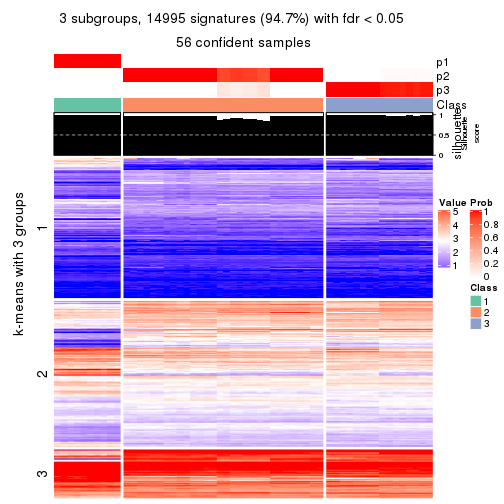 3 subgroups, 14995 signatures (94.7%) with fdr < 0.05
56 confident samples
p1
p2
p3
Class
1
0.5
0
silhouette
Silhouette
score
k-means with 3 groups
1
2
3
Value
5
4
3
2
1
Prob
1
0.8
0.6
0.4
0.2
0
Class
1
2
3